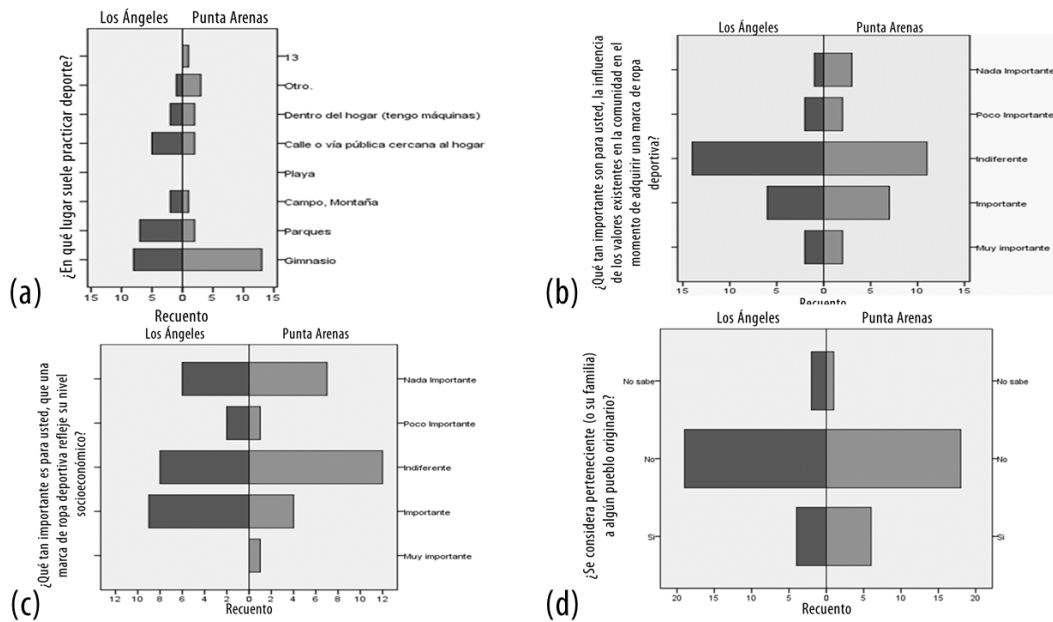 Los Ángeles Punta Arenas
¿En qué lugar suele practicar deporte?
13
Otro.
Dentro del hogar (tengo máquinas)
Calle o vía pública cercana al hogar
Playa
Campo, Montaña
Parques
Gimnasio
15 10 5 0 5 10 15
Recuento
(a)
Los Ángeles Punta Arenas
¿Qué tan importante son para usted, la influencia
de los valores existentes en la comunidad en el
momento de adquirir una marca de ropa
deportiva?
Nada Importante
Poco Importante
Indiferente
Importante
Muy importante
15 10 5 0 5 10 15
Recuento
(b)
Los Ángeles Punta Arenas
¿Qué tan importante es para usted, que una
marca de ropa deportiva refleje su nivel
socioeconómico?
Nada Importante
Poco Importante
Indiferente
Importante
Muy importante
12 10 8 6 4 2 0 2 4 6 8 10 12
Recuento
(c)
Los Ángeles Punta Arenas
¿Se considera perteneciente (o su familia)
a algún pueblo originario?
No sabe No sabe
No No
Si Si
20 15 10 5 0 5 10 15 20
Recuento
(d)